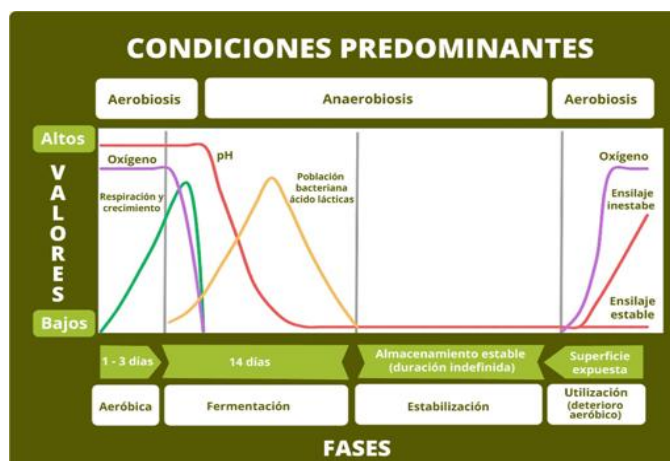 CONDICIONES PREDOMINANTES
Aerobiosis
Anaerobiosis
Aerobiosis
Altos
VALORES
Bajos
Oxígeno
pH
Respiración y
crecimiento
Población
bacteriana
ácido lácticas
Oxígeno
Ensilaje
inestabe
Ensilaje
estable
1 - 3 días
14 días
Almacenamiento estable
(duración indefinida)
Superficie
expuesta
Aeróbica
Fermentación
Estabilización
Utilización
(deterioro
aeróbico)
FASES